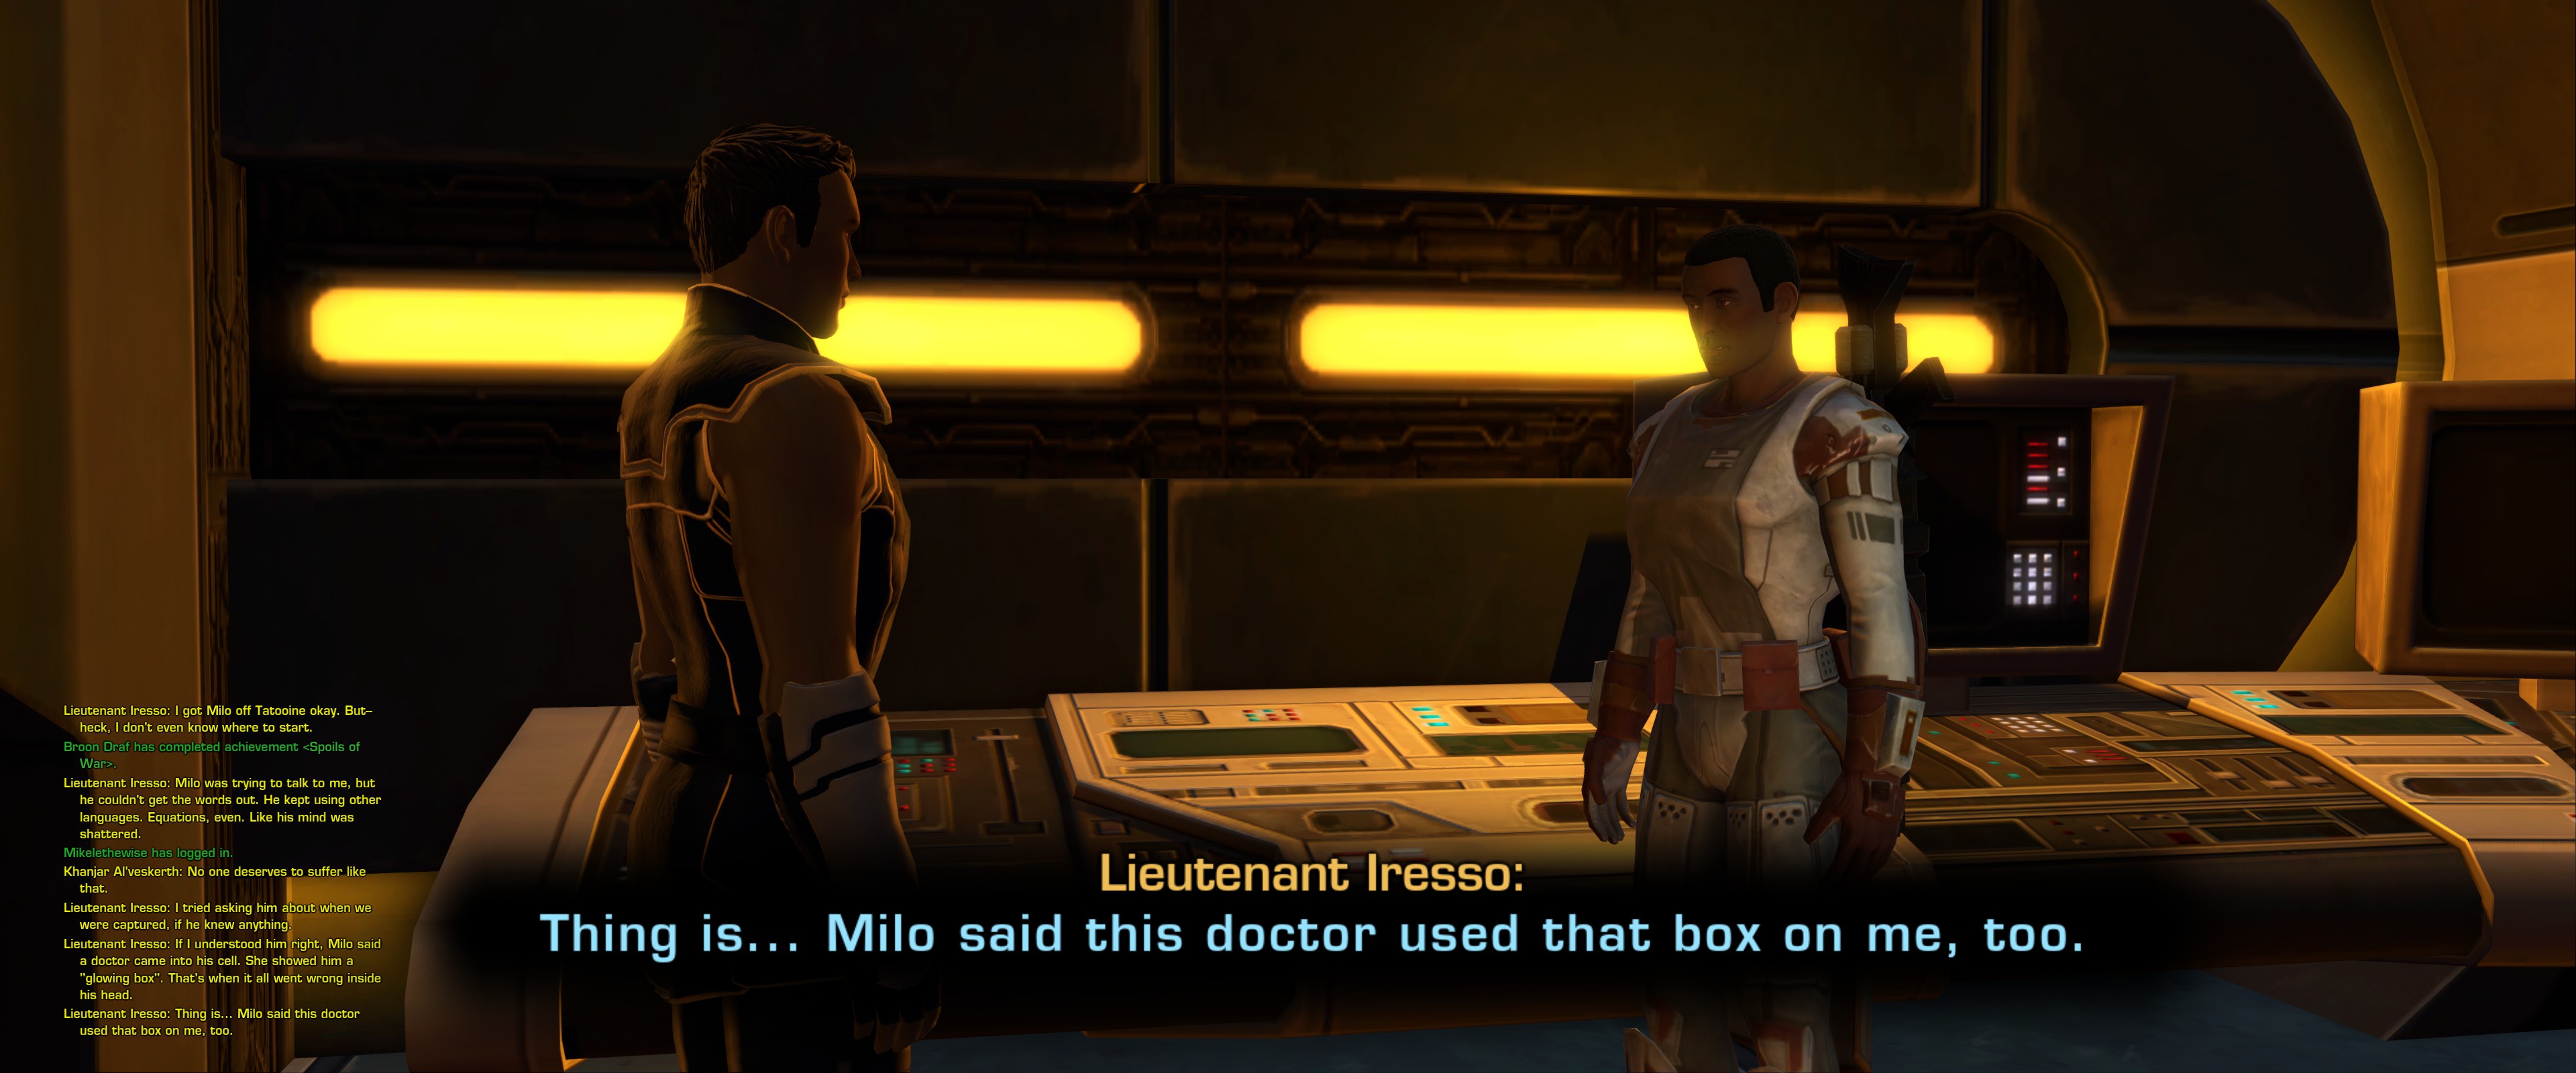 Lieutenant Iresso: I got Milo off Tatooine okay. But–
heck, I don't even know where to start.
Broon Draf has completed achievement <Spoils of
War>.
Lieutenant Iresso: Milo was trying to talk to me, but
he couldn't get the words out. He kept using other
languages. Equations, even. Like his mind was
shattered.
Mikelethewise has logged in.
Khanjar Al'veskerth: No one deserves to suffer like
that.
Lieutenant Iresso: I tried asking him about when we
were captured, if he knew anything.
Lieutenant Iresso: If I understood him right, Milo said
a doctor came into his cell. She showed him a
"glowing box". That's when it all went wrong inside
his head.
Lieutenant Iresso: Thing is... Milo said this doctor
used that box on me, too.
Lieutenant Iresso:
Thing is... Milo said this doctor used that box on me, too.